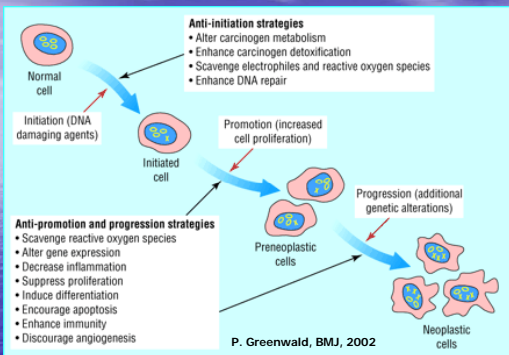 Anti-initiation strategies
• Alter carcinogen metabolism
• Enhance carcinogen detoxification
• Scavenge electrophiles and reactive oxygen species
• Enhance DNA repair
Normal
cell
Initiation (DNA
damaging agents)
Initiated
cell
Promotion (increased
cell proliferation)
Preneoplastic
cells
Progression (additional
genetic alterations)
Neoplastic
cells
Anti-promotion and progression strategies
• Scavenge reactive oxygen species
• Alter gene expression
• Decrease inflammation
• Suppress proliferation
• Induce differentiation
• Encourage apoptosis
• Enhance immunity
• Discourage angiogenesis
P. Greenwald, BMJ, 2002